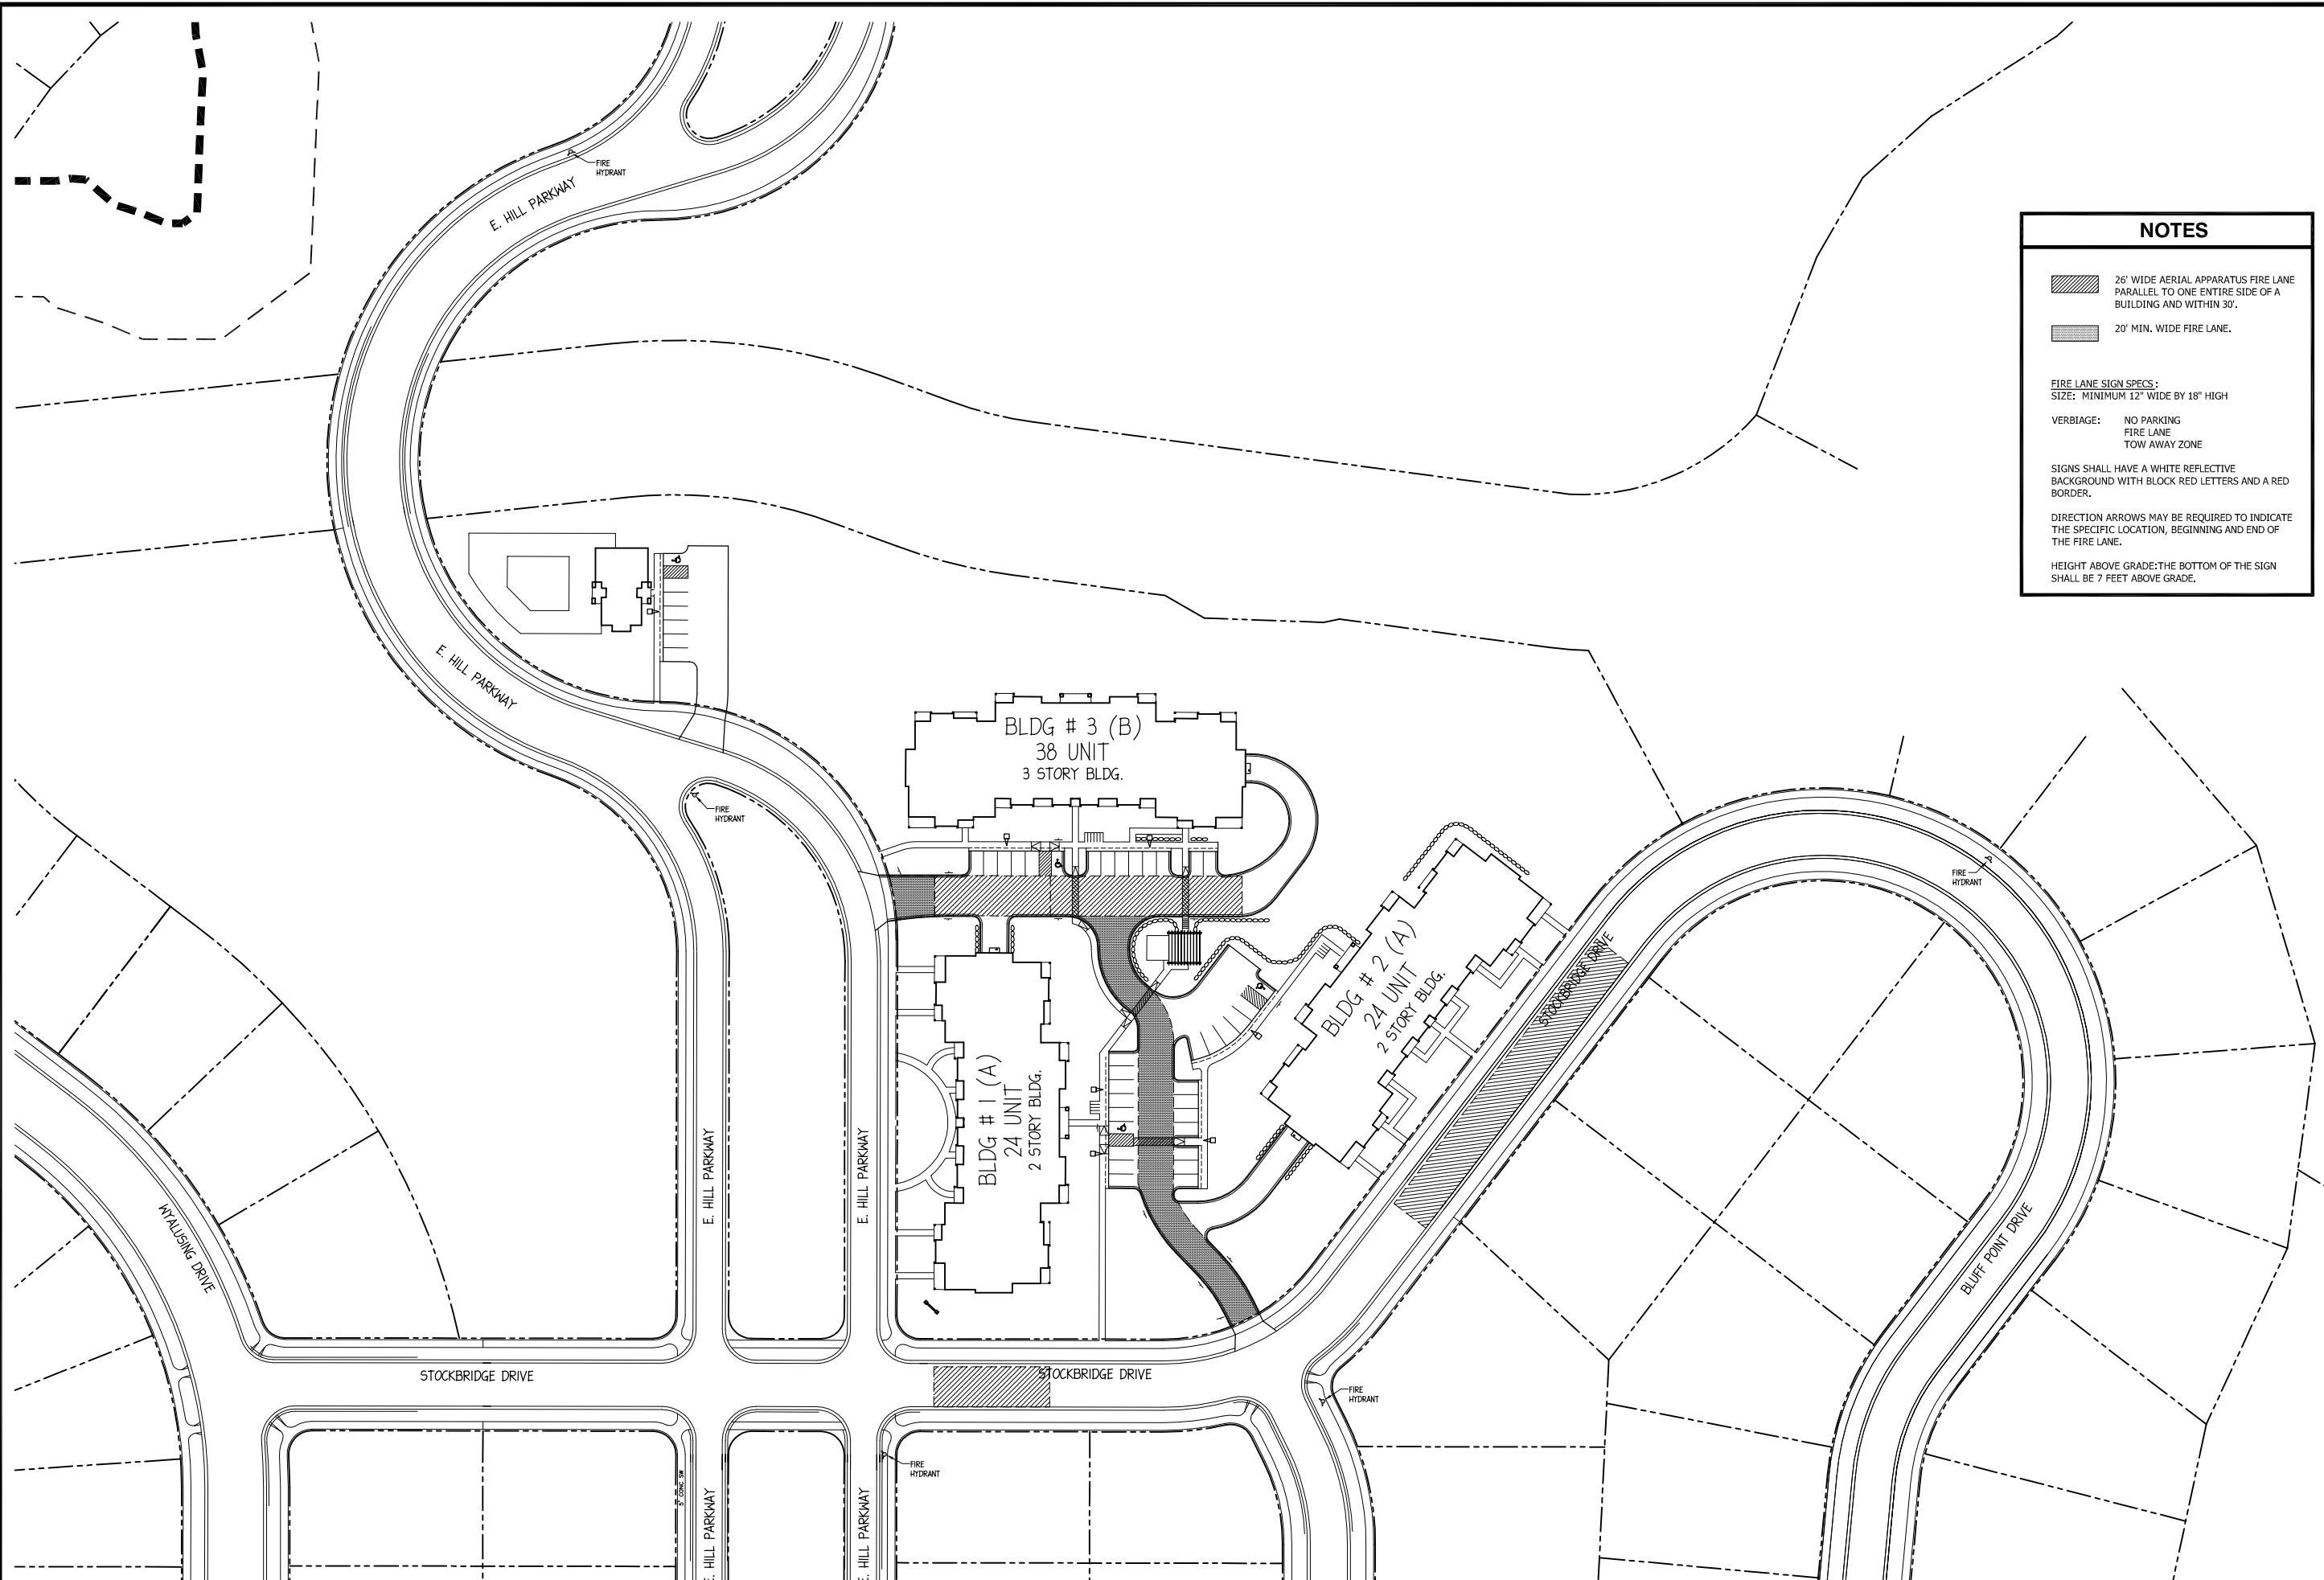 FIRE
HYDRANT
E. HILL PARKWAY
NOTES
26' WIDE AERIAL APPARATUS FIRE LANE
PARALLEL TO ONE ENTIRE SIDE OF A
BUILDING AND WITHIN 30'.
20' MIN. WIDE FIRE LANE.
FIRE LANE SIGN SPECS:
SIZE: MINIMUM 12" WIDE BY 18" HIGH
VERBIAGE: NO PARKING
FIRE LANE
TOW AWAY ZONE
SIGNS SHALL HAVE A WHITE REFLECTIVE
BACKGROUND WITH BLOCK RED LETTERS AND A RED
BORDER.
DIRECTION ARROWS MAY BE REQUIRED TO INDICATE
THE SPECIFIC LOCATION, BEGINNING AND END OF
THE FIRE LANE.
HEIGHT ABOVE GRADE:THE BOTTOM OF THE SIGN
SHALL BE 7 FEET ABOVE GRADE.
E. HILL PARKWAY
BLDG # 3 (B)
38 UNIT
3 STORY BLDG.
FIRE
HYDRANT
FIRE
HYDRANT
BLDG # 2 (A)
24 UNIT
2 STORY BLDG.
STOCKBRIDGE DRIVE
BLDG # 1 (A)
24 UNIT
2 STORY BLDG.
E. HILL PARKWAY
E. HILL PARKWAY
WYALUSING DRIVE
BLUFF POINT DRIVE
STOCKBRIDGE DRIVE
STOCKBRIDGE DRIVE
FIRE
HYDRANT
FIRE
HYDRANT
5' CONC SW
E. HILL PARKWAY
E. HILL PARKWAY